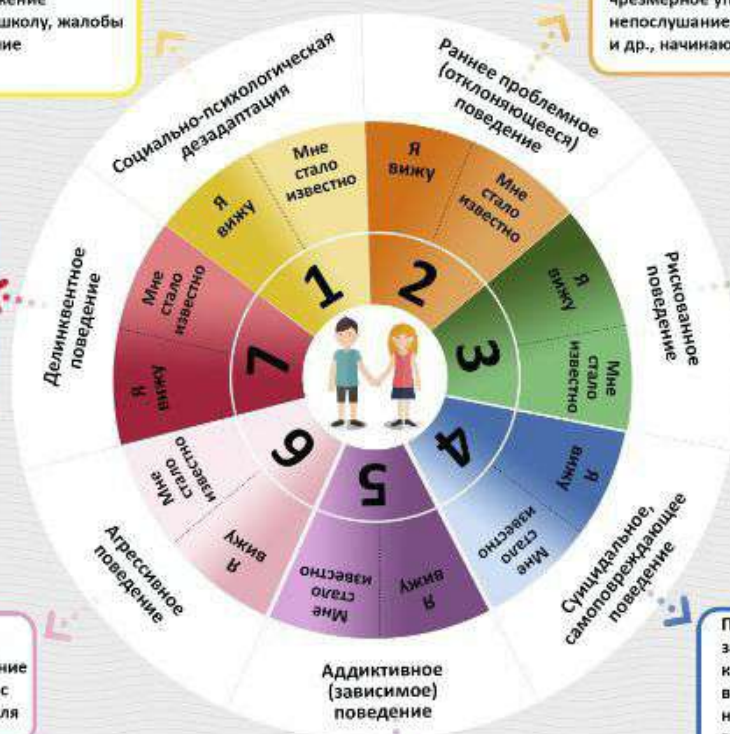 жение
школу, жалобы
ние
чрезмерное уп
непослушание
и др., начинаю
Социально-психологическая
дезадаптация
Раннее проблемное
(отклоняющееся)
поведение
Рискованное
поведение
Суицидальное,
самоповреждающее
поведение
Аддиктивное
(зависимое)
поведение
Агрессивное
поведение
Делинквентное
поведение
1
Я
вижу
Мне
стало
известно
2
Я
вижу
Мне
стало
известно
3
Я
вижу
Мне
стало
известно
4
Я
вижу
Мне
стало
известно
5
Я
вижу
Мне
стало
известно
6
Я
вижу
Мне
стало
известно
7
Я
вижу
Мне
стало
известно
ние
с
ля
П
з
к
в
н